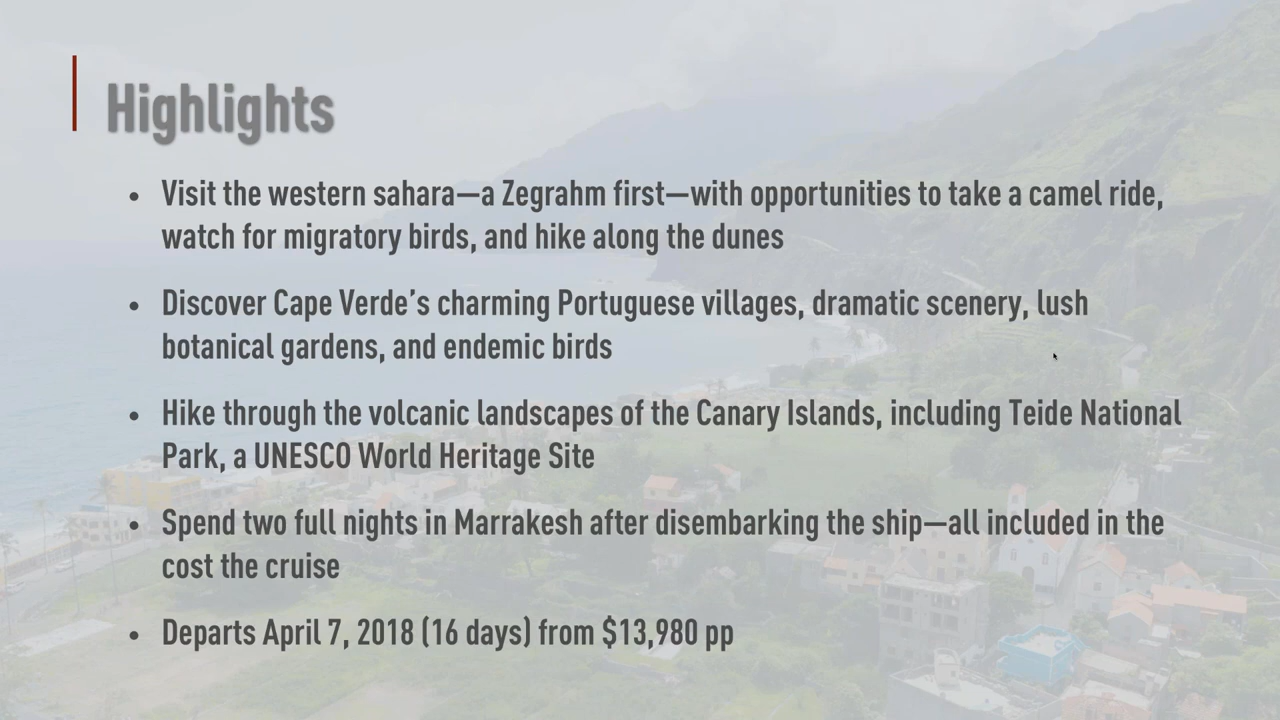 Highlights
• Visit the western sahara—a Zegrahm first—with opportunities to take a camel ride,
watch for migratory birds, and hike along the dunes
• Discover Cape Verde’s charming Portuguese villages, dramatic scenery, lush
botanical gardens, and endemic birds
• Hike through the volcanic landscapes of the Canary Islands, including Teide National
Park, a UNESCO World Heritage Site
• Spend two full nights in Marrakesh after disembarking the ship—all included in the
cost the cruise
• Departs April 7, 2018 (16 days) from $13,980 pp